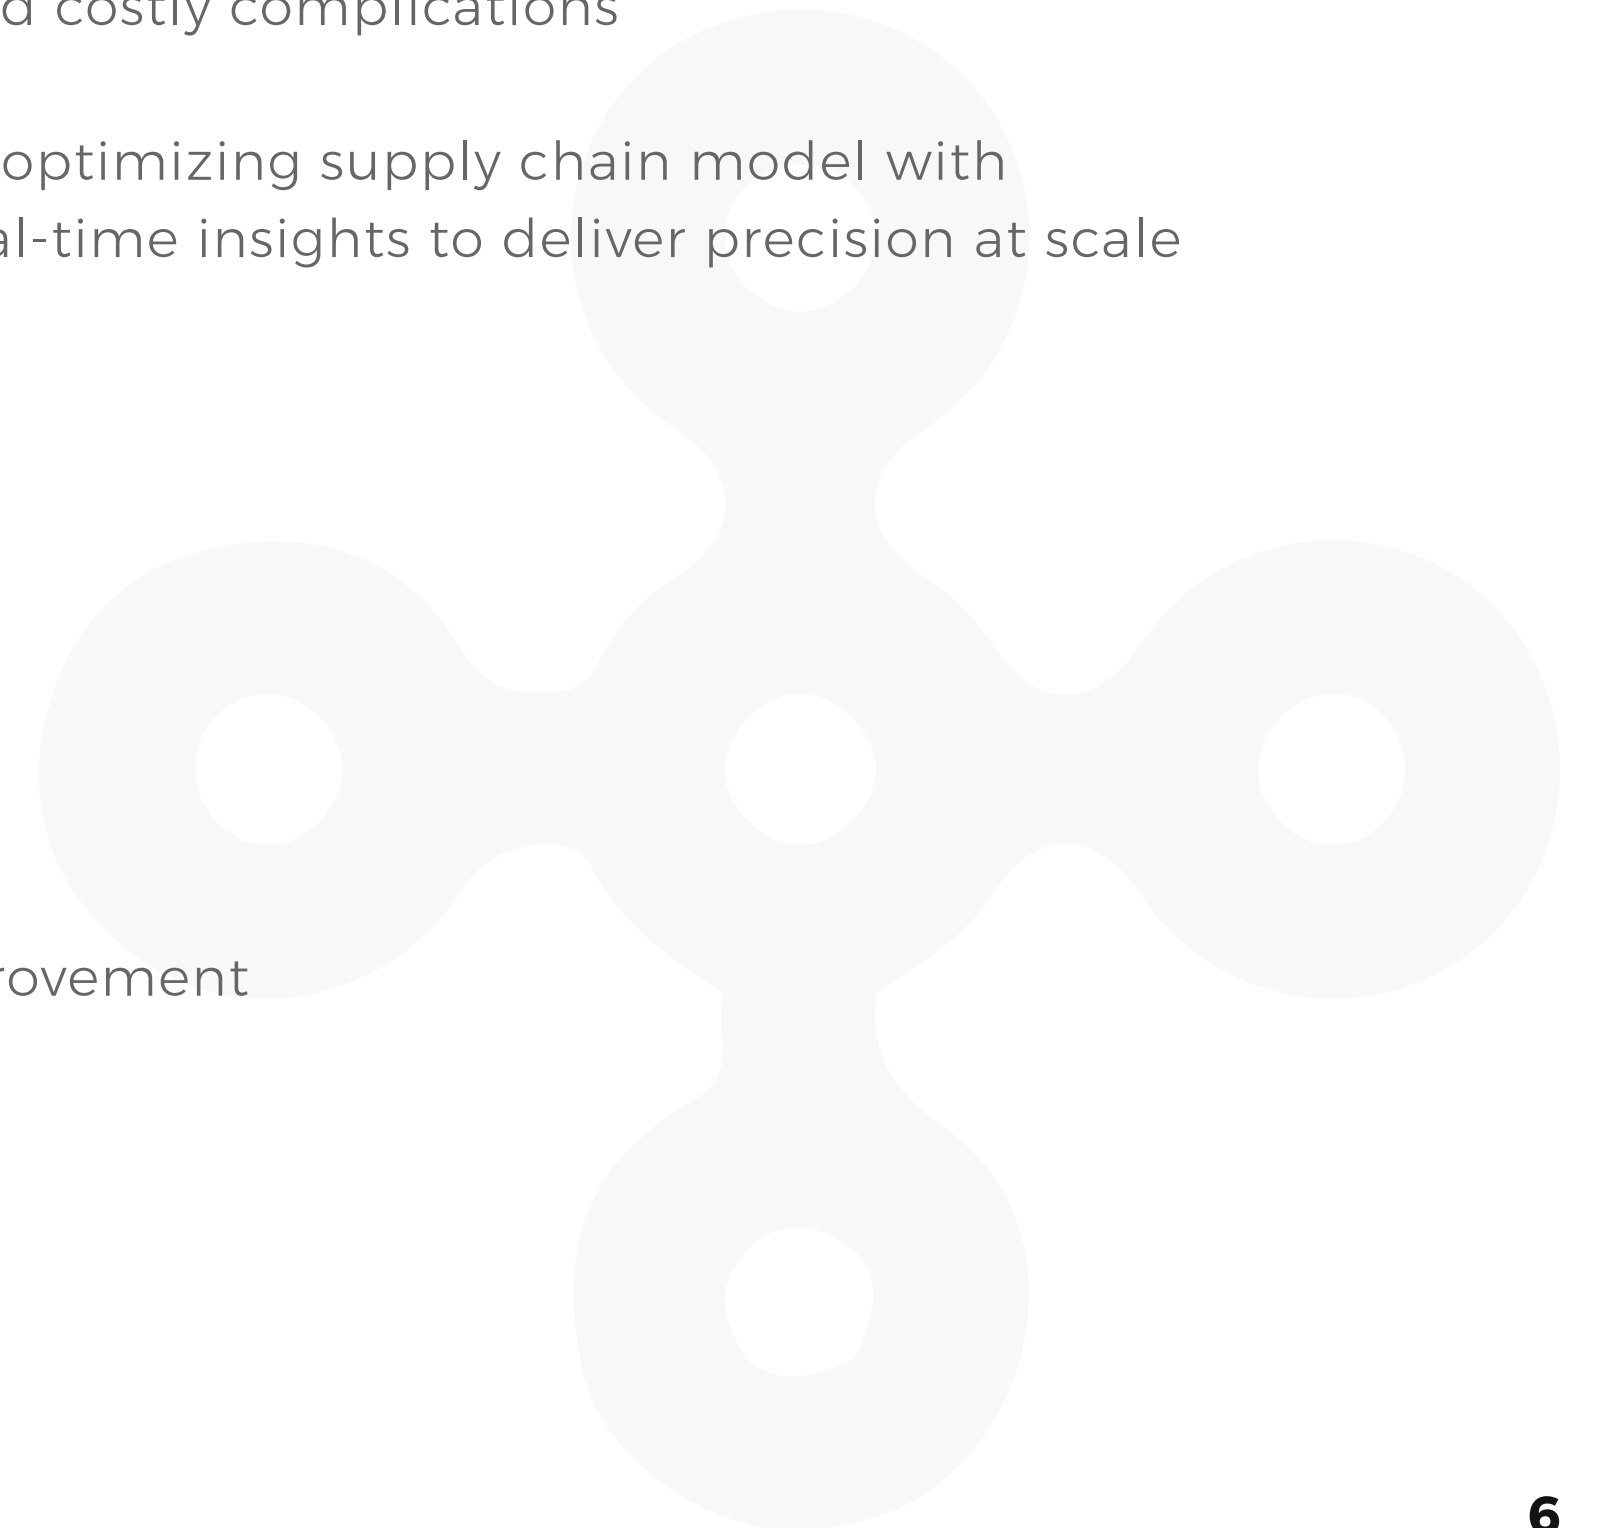 costly complications
optimizing supply chain model with
al-time insights to deliver precision at scale
rovement
6